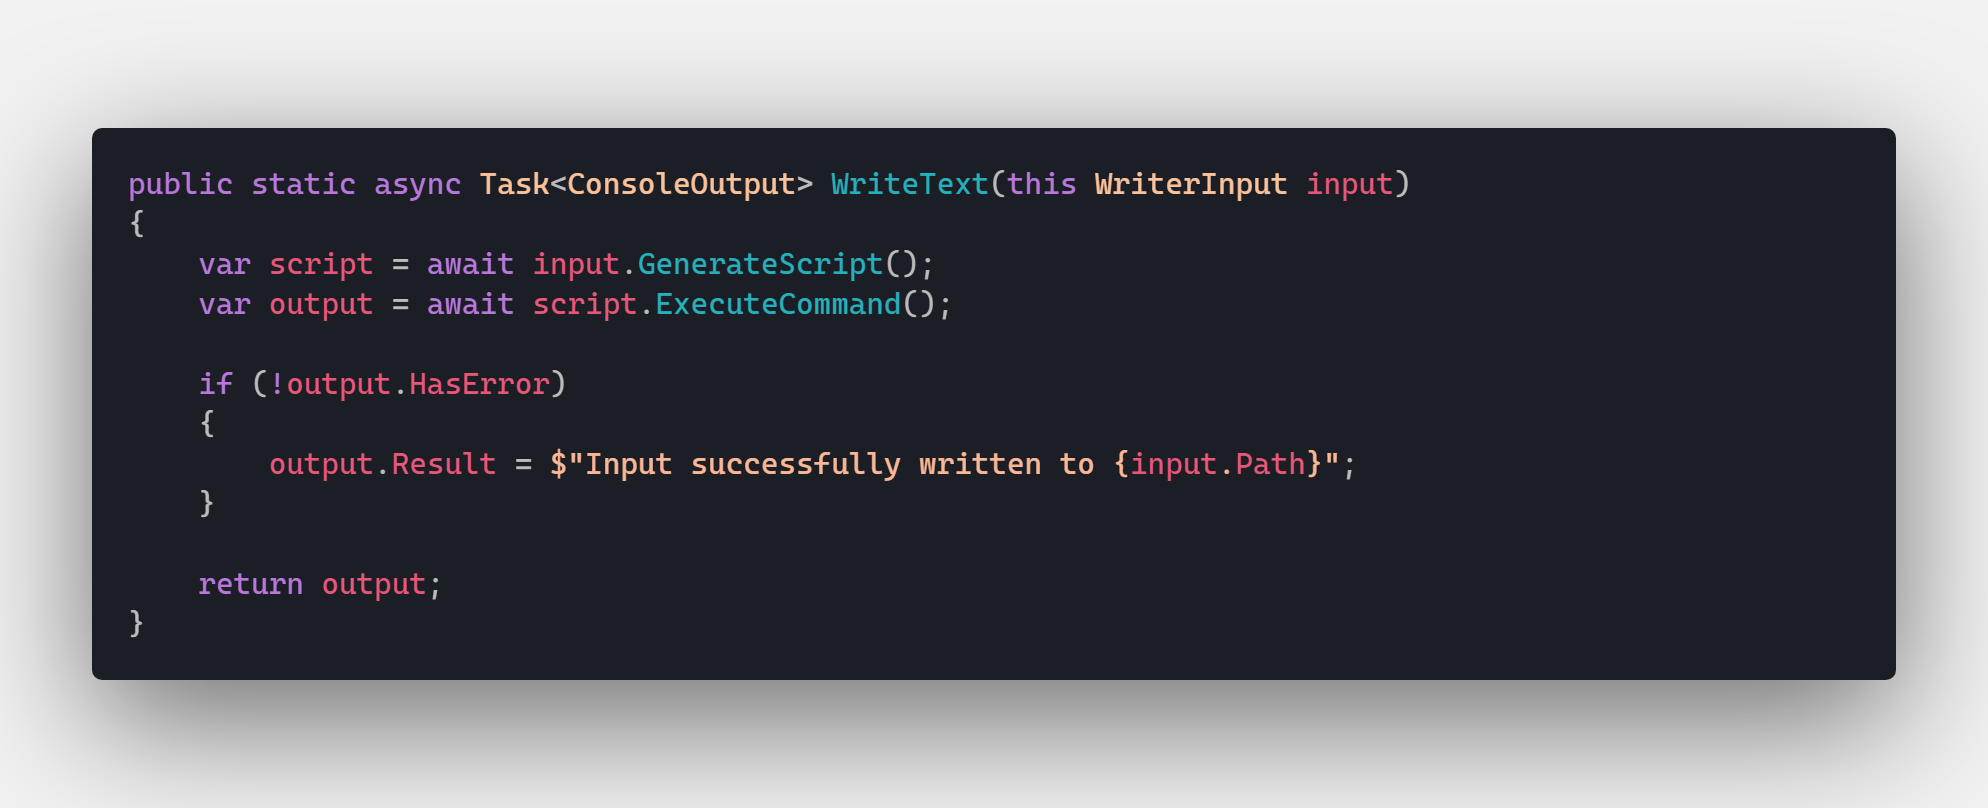 public static async Task<ConsoleOutput> WriteText(this WriterInput input)
{
    var script = await input.GenerateScript();
    var output = await script.ExecuteCommand();

    if (!output.HasError)
    {
        output.Result = $"Input successfully written to {input.Path}";
    }

    return output;
}